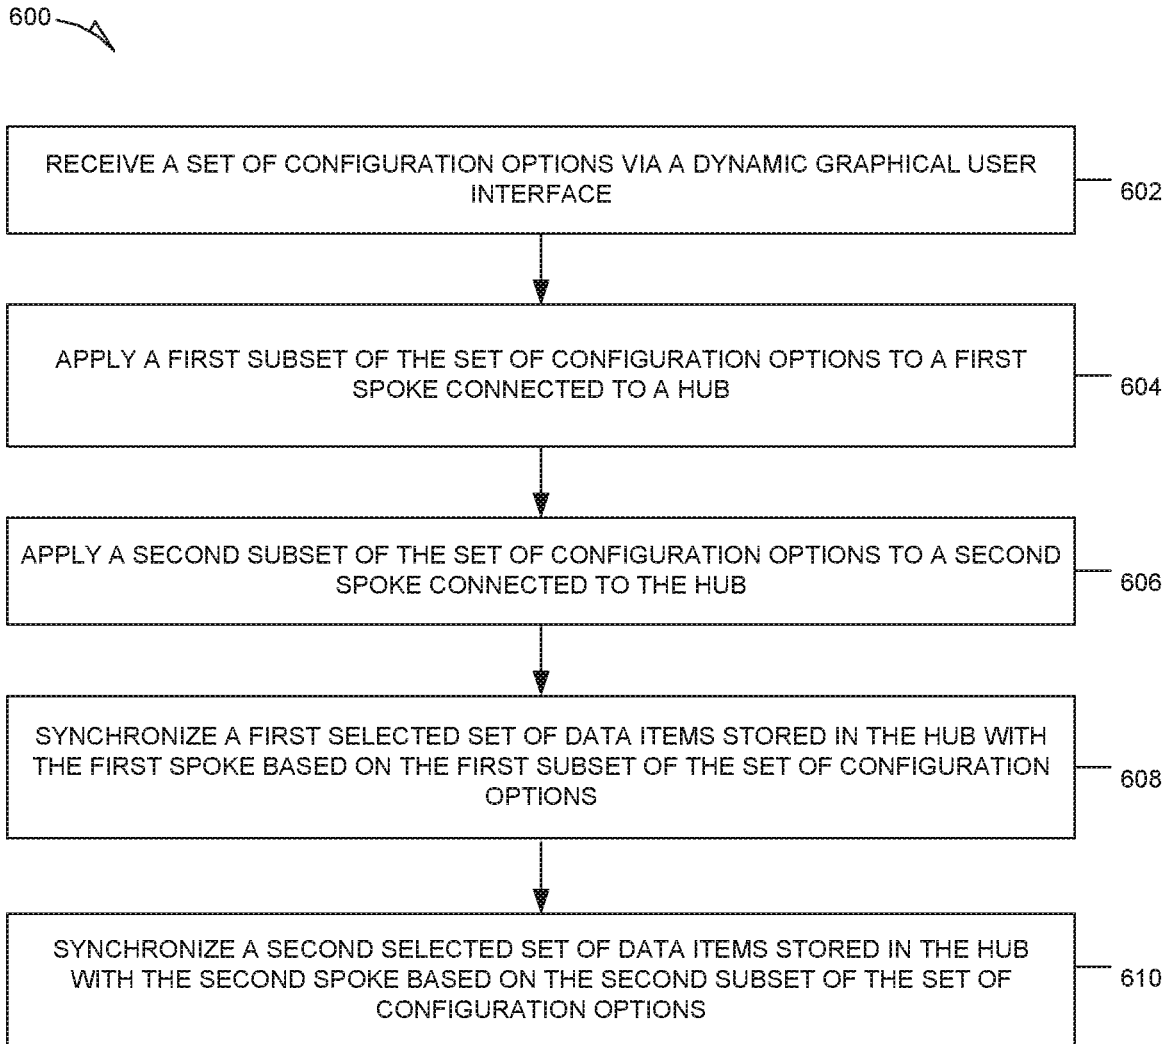 600
RECEIVE A SET OF CONFIGURATION OPTIONS VIA A DYNAMIC GRAPHICAL USER
INTERFACE
602
APPLY A FIRST SUBSET OF THE SET OF CONFIGURATION OPTIONS TO A FIRST
SPOKE CONNECTED TO A HUB
604
APPLY A SECOND SUBSET OF THE SET OF CONFIGURATION OPTIONS TO A SECOND
SPOKE CONNECTED TO THE HUB
606
SYNCHRONIZE A FIRST SELECTED SET OF DATA ITEMS STORED IN THE HUB WITH
THE FIRST SPOKE BASED ON THE FIRST SUBSET OF THE SET OF CONFIGURATION
OPTIONS
608
SYNCHRONIZE A SECOND SELECTED SET OF DATA ITEMS STORED IN THE HUB
WITH THE SECOND SPOKE BASED ON THE SECOND SUBSET OF THE SET OF
CONFIGURATION OPTIONS
610